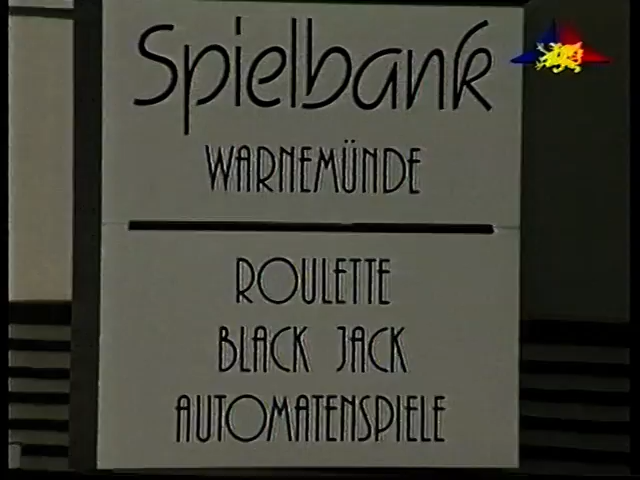 Spielbank
WARNEMÜNDE
ROULETTE
BLACK JACK
AUTOMATENSPIELE